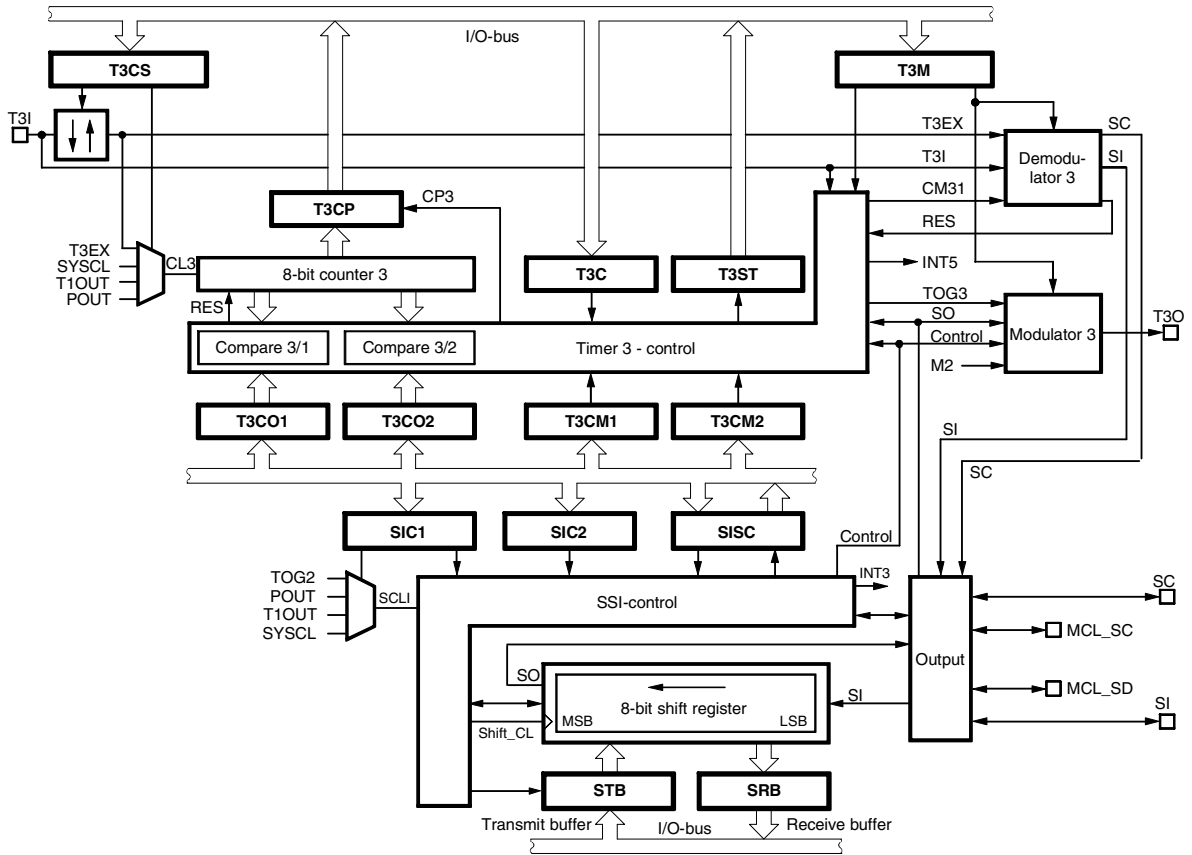 I/O-bus
T3CS
T3M
T3I
T3EX
SC
T3I
SI
Demodu-
lator 3
CM31
T3CP
CP3
RES
T3EX
SYSCL
T1OUT
POUT
CL3
8-bit counter 3
T3C
T3ST
INT5
RES
TOG3
SO
Control
M2
Modulator 3
T3O
Compare 3/1
Compare 3/2
Timer 3 - control
T3CO1
T3CO2
T3CM1
T3CM2
SI
SC
SIC1
SIC2
SISC
Control
TOG2
POUT
T1OUT
SYSCL
SCLI
SSI-control
INT3
SC
MCL_SC
Output
SO
8-bit shift register
MSB
LSB
SI
MCL_SD
SI
Shift_CL
STB
SRB
Transmit buffer
I/O-bus
Receive buffer